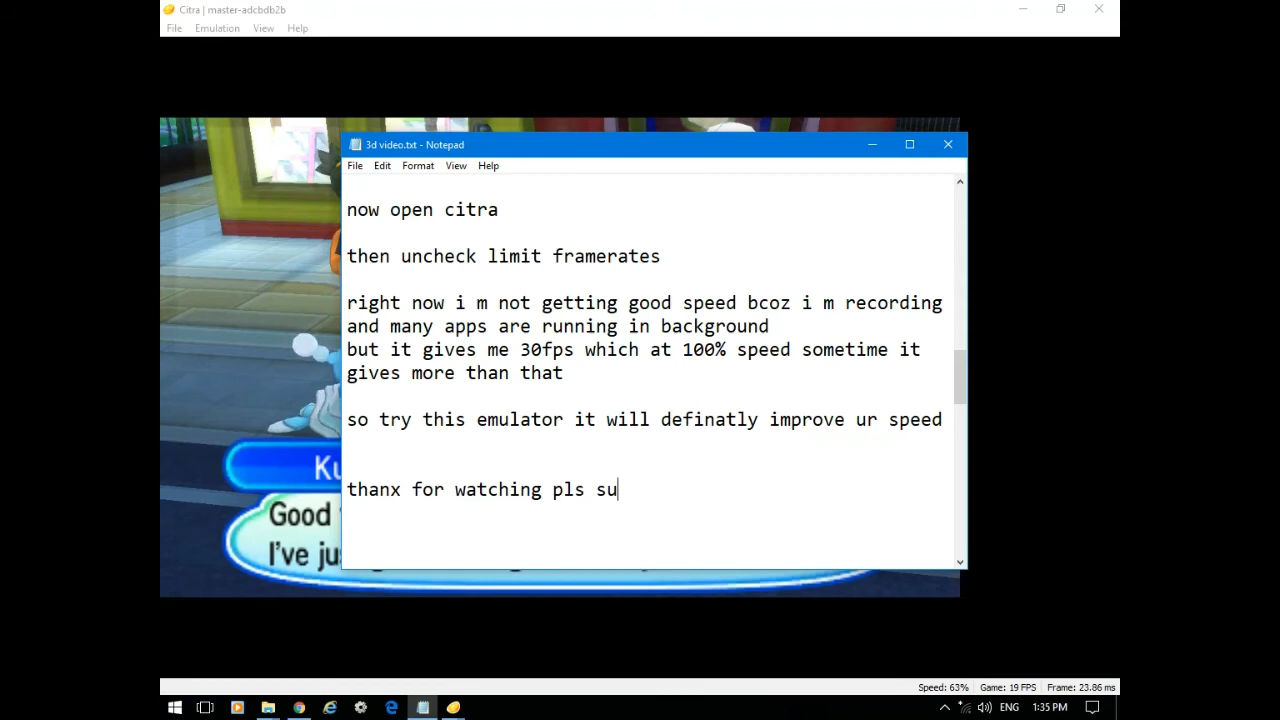 Citra | master-adcbdb2b
File Emulation View Help
3d video.txt - Notepad
File Edit Format View Help
now open citra
then uncheck limit framerates
right now i m not getting good speed bcoz i m recording
and many apps are running in background
but it gives me 30fps which at 100% speed sometime it
gives more than that
so try this emulator it will definatly improve ur speed
thanx for watching pls su
Ku
Good
I've ju
Speed: 63% Game: 19 FPS Frame: 23.86 ms
ENG 1:35 PM